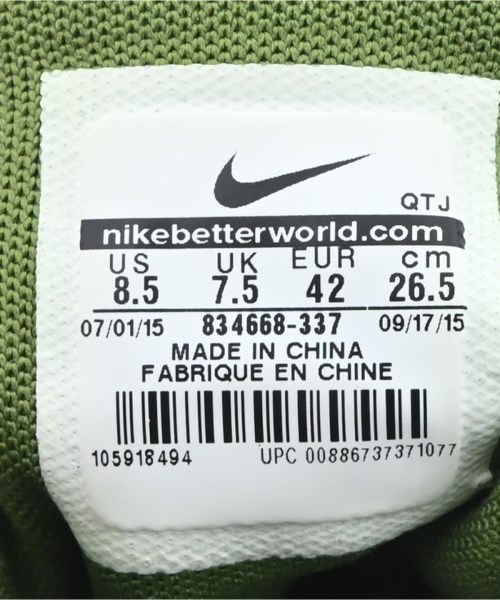 QTJ
nikebetterworld.com
US UK EUR cm
8.5 7.5 42 26.5
07/01/15 834668-337 09/17/15
MADE IN CHINA
FABRIQUE EN CHINE
105918494 UPC 00886737371077